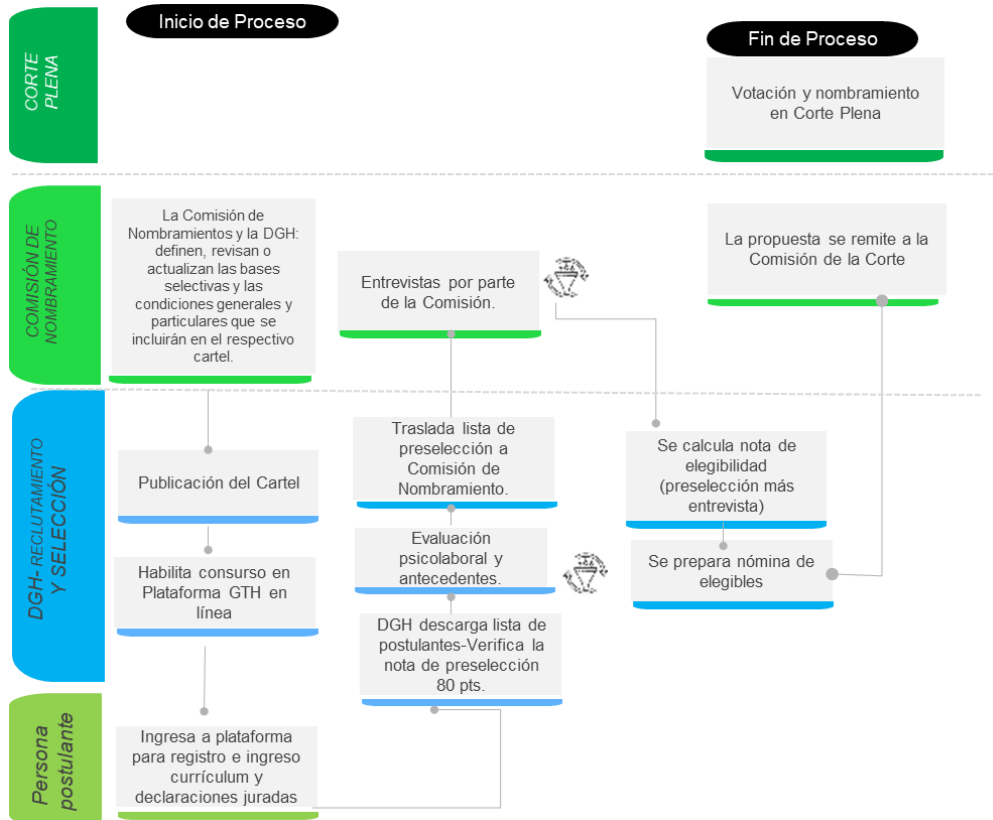 Inicio de Proceso
Fin de Proceso
CORTE
PLENA
Votación y nombramiento
en Corte Plena
COMISIÓN DE
NOMBRAMIENTO
La Comisión de
Nombramientos y la DGH:
definen, revisan o
actualizan las bases
selectivas y las
condiciones generales y
particulares que se
incluirán en el respectivo
cartel.
Entrevistas por parte
de la Comisión.
La propuesta se remite a la
Comisión de la Corte
DGH- RECLUTAMIENTO
Y SELECCIÓN
Publicación del Cartel
Habilita consurso en
Plataforma GTH en
línea
Traslada lista de
preselección a
Comisión de
Nombramiento.
Evaluación
psicolaboral y
antecedentes.
DGH descarga lista de
postulantes-Verifica la
nota de preselección
80 pts.
Se calcula nota de
elegibilidad
(preselección más
entrevista)
Se prepara nómina de
elegibles
Persona
postulante
Ingresa a plataforma
para registro e ingreso
currículum y
declaraciones juradas